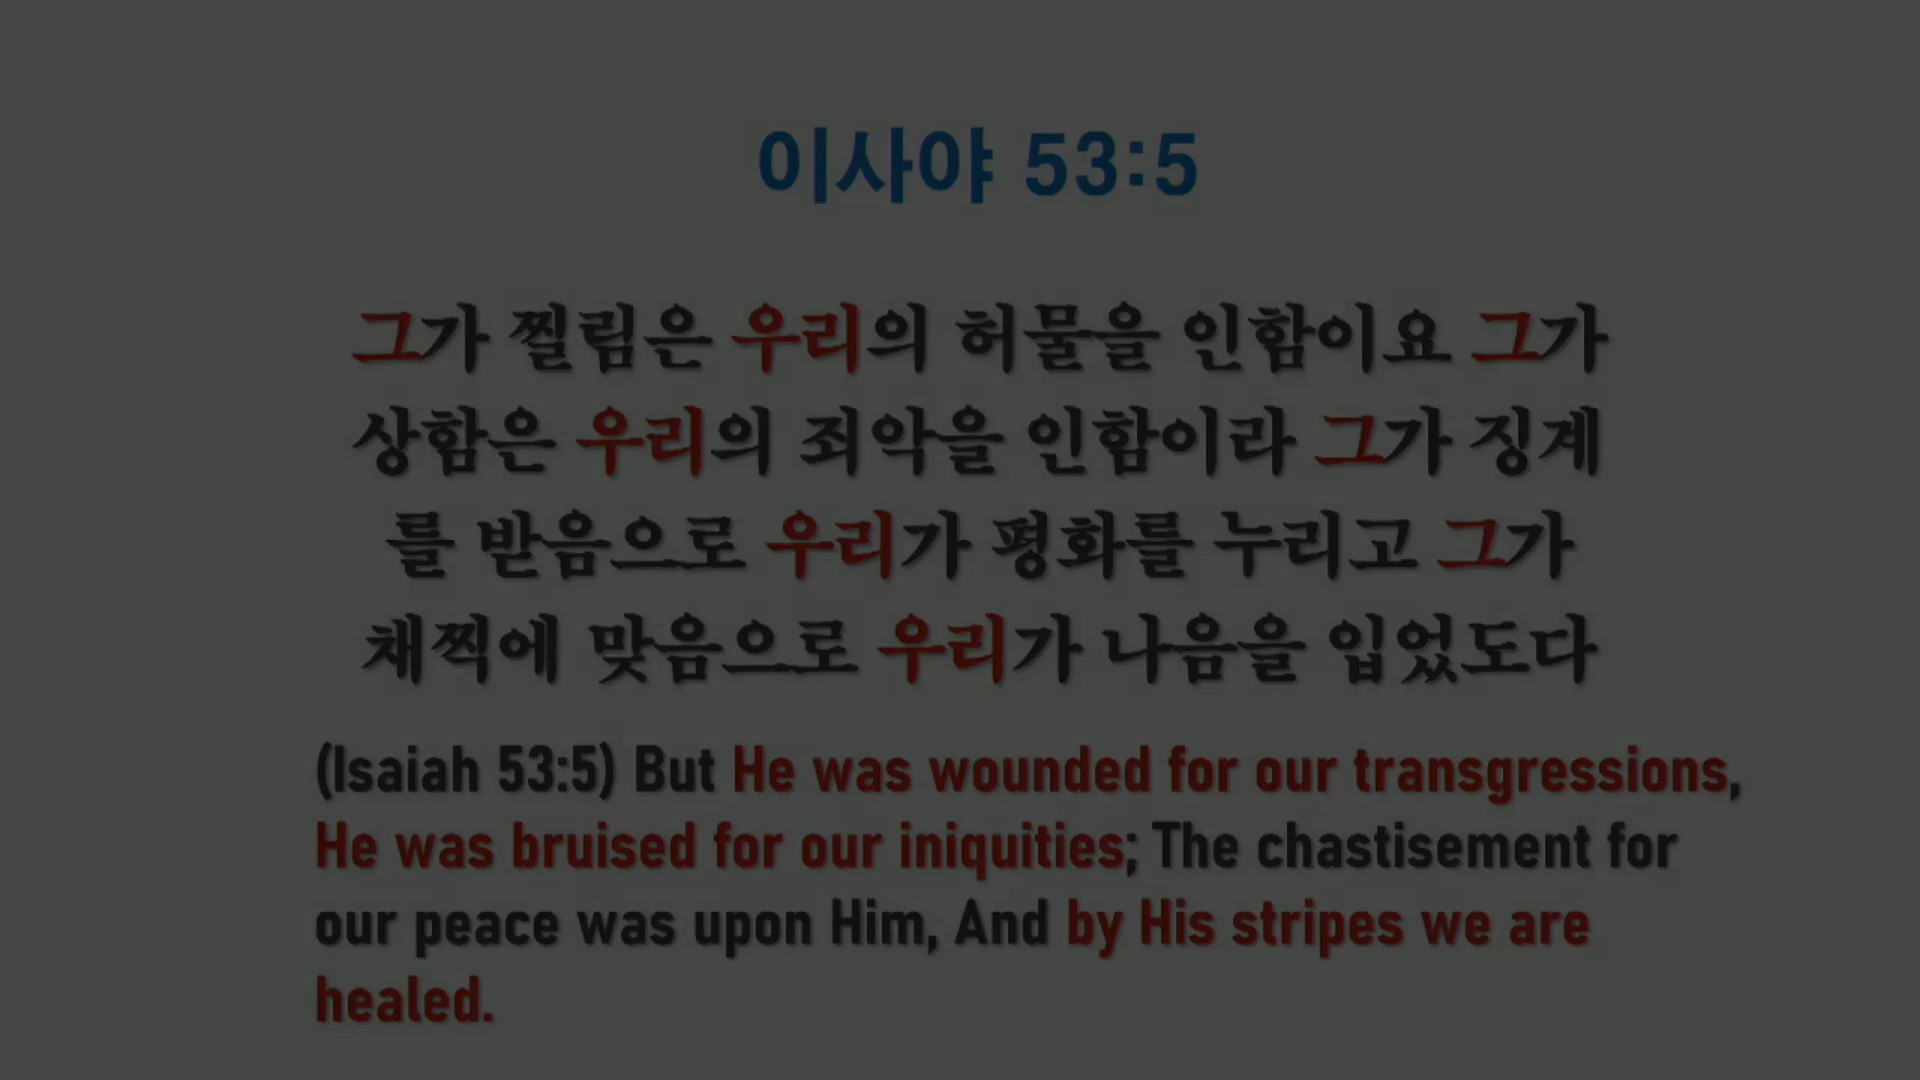 이사야 53:5
그가 찔림은 우리의 허물을 인함이요 그가
상함은 우리의 죄악을 인함이라 그가 징계
를 받음으로 우리가 평화를 누리고 그가
채찍에 맞음으로 우리가 나음을 입었도다
(Isaiah 53:5) But He was wounded for our transgressions,
He was bruised for our iniquities; The chastisement for
our peace was upon Him, And by His stripes we are
healed.